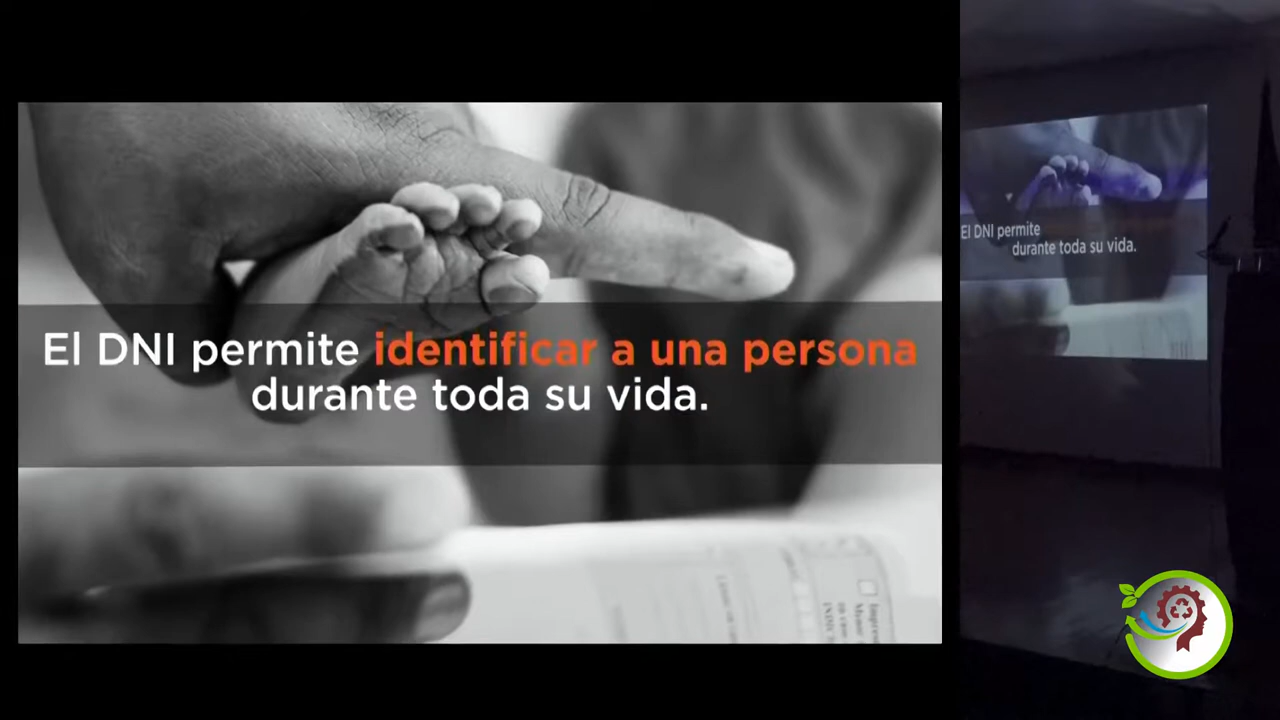 El DNI permite identificar a una persona
durante toda su vida.
El DNI permite
durante toda su vida.